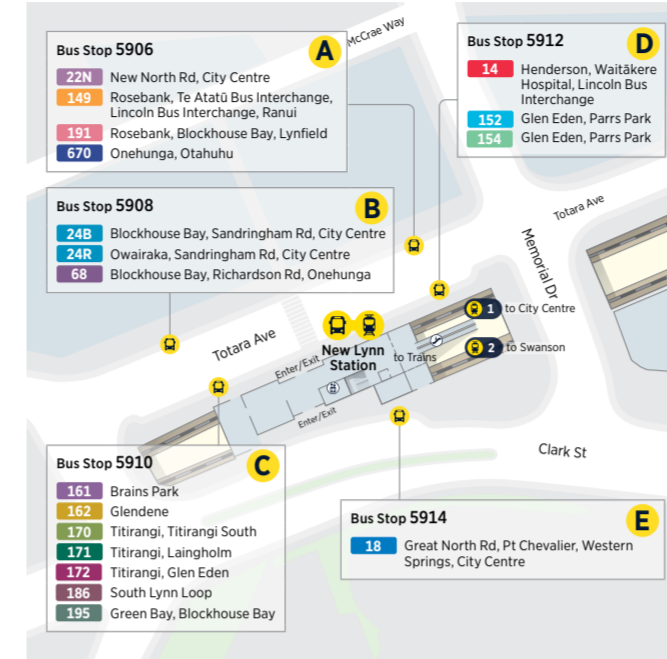 McCrae Way
Bus Stop 5906
A
22N New North Rd, City Centre
149 Rosebank, Te Atatū Bus Interchange,
Lincoln Bus Interchange, Ranui
191 Rosebank, Blockhouse Bay, Lynfield
670 Onehunga, Otahuhu
Bus Stop 5912
D
14 Henderson, Waitākere
Hospital, Lincoln Bus
Interchange
152 Glen Eden, Parrs Park
154 Glen Eden, Parrs Park
Bus Stop 5908
B
24B Blockhouse Bay, Sandringham Rd, City Centre
24R Owairaka, Sandringham Rd, City Centre
68 Blockhouse Bay, Richardson Rd, Onehunga
Totara Ave
Memorial Dr
1 to City Centre
2 to Swanson
Totara Ave
New Lynn
Station
to Trains
Enter/Exit
Enter/Exit
Clark St
Bus Stop 5910
C
161 Brains Park
162 Glendene
170 Titirangi, Titirangi South
171 Titirangi, Laingholm
172 Titirangi, Glen Eden
186 South Lynn Loop
195 Green Bay, Blockhouse Bay
Bus Stop 5914
E
18 Great North Rd, Pt Chevalier, Western
Springs, City Centre